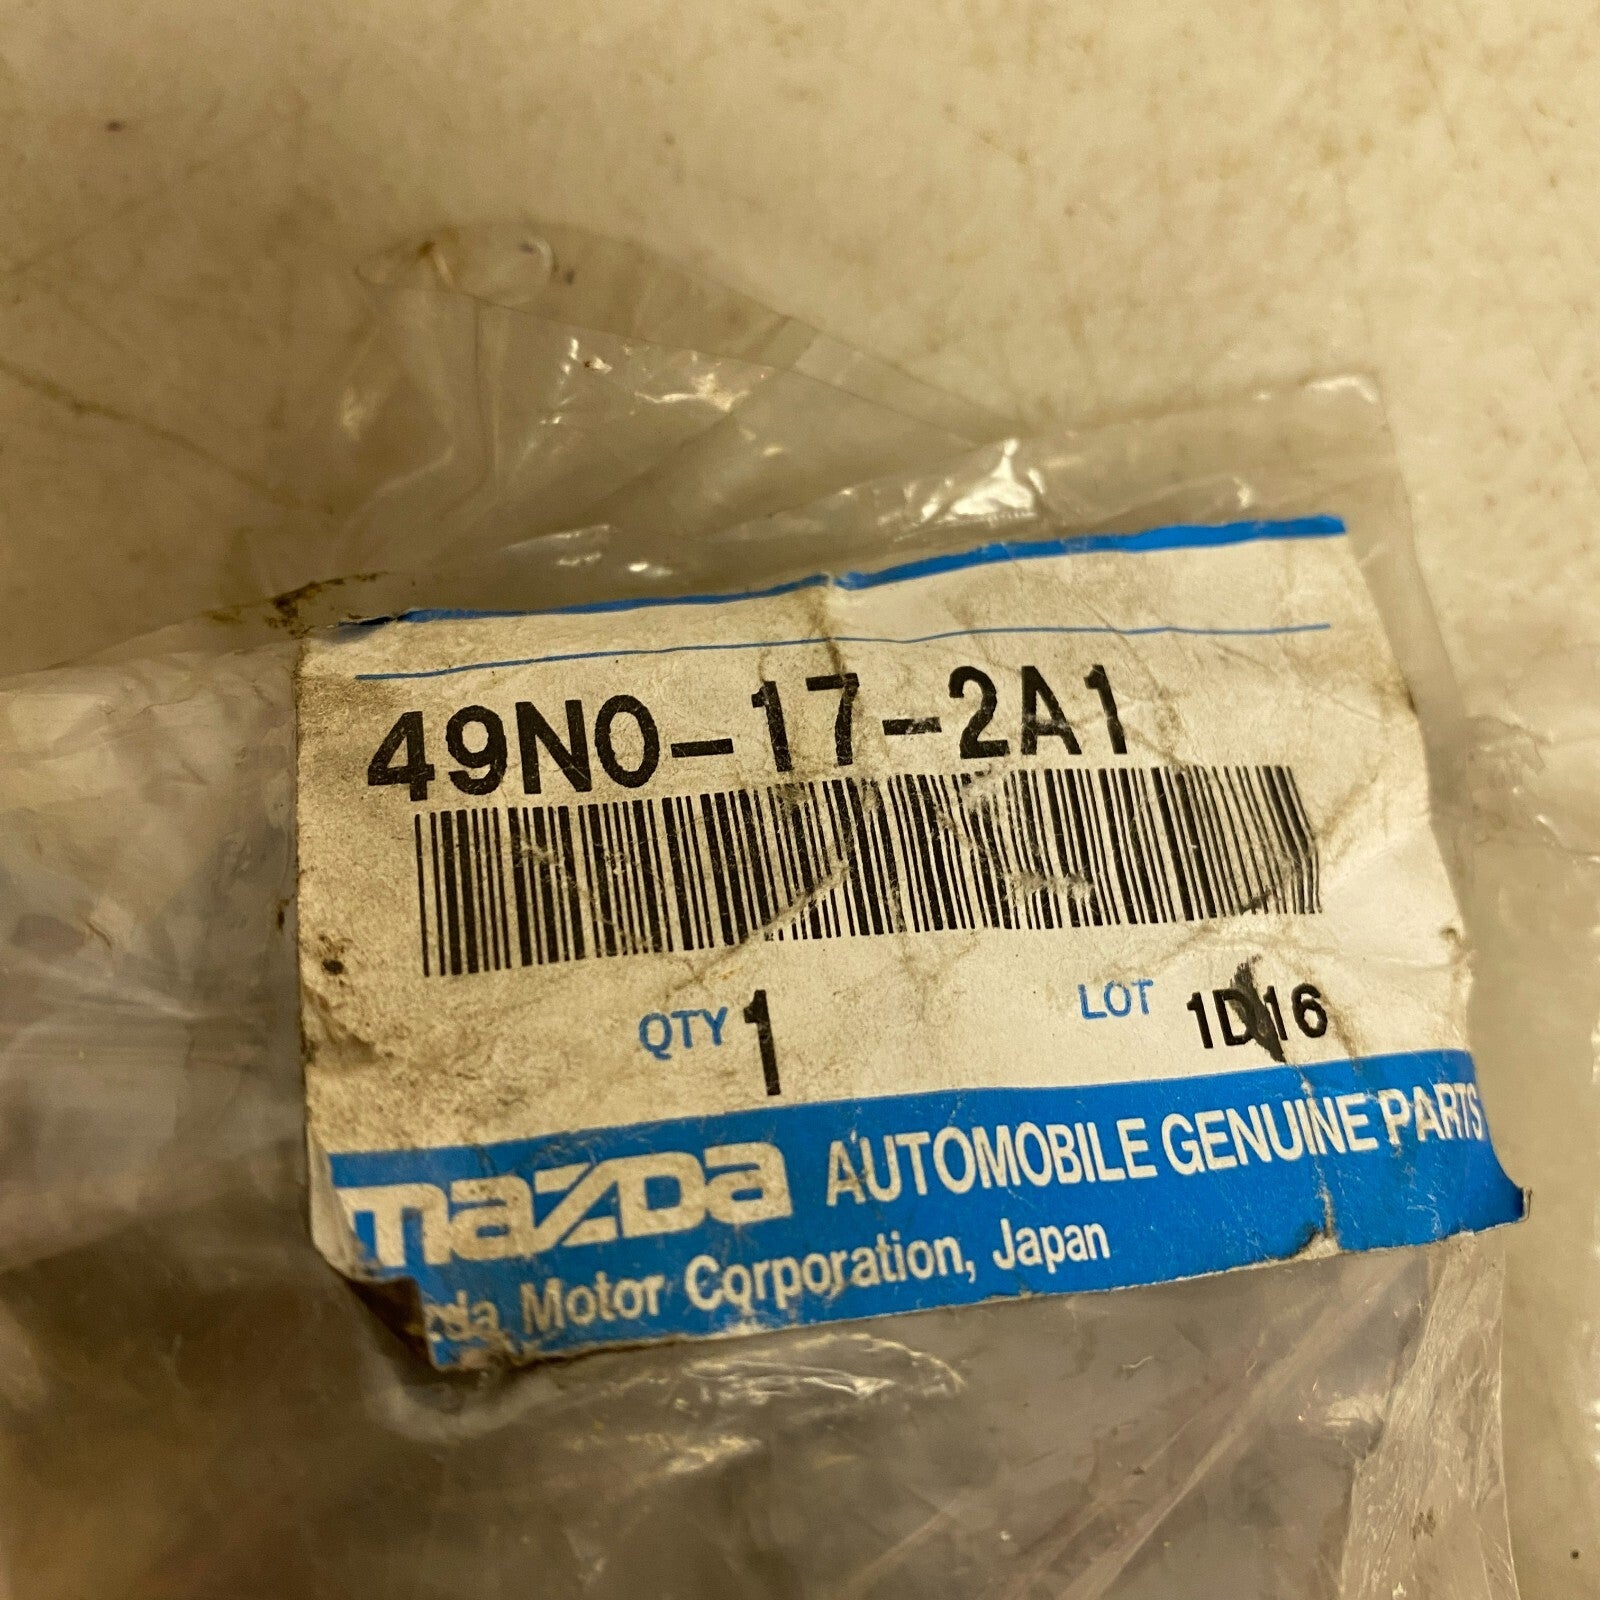 49N0-17-2A1
QTY 1 LOT 1D16
mazda AUTOMOBILE GENUINE PARTS
Motor Corporation, Japan